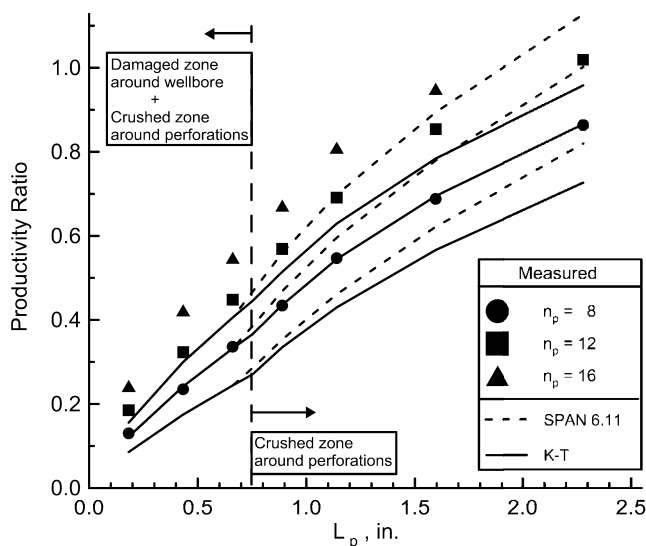 Productivity Ratio
1.0
0.8
0.6
0.4
0.2
0.0
Damaged zone
around wellbore
+
Crushed zone
around perforations
Crushed zone
around perforations
Measured
n_p = 8
n_p = 12
n_p = 16
SPAN 6.11
K-T
0.0 0.5 1.0 1.5 2.0 2.5
L_p , in.